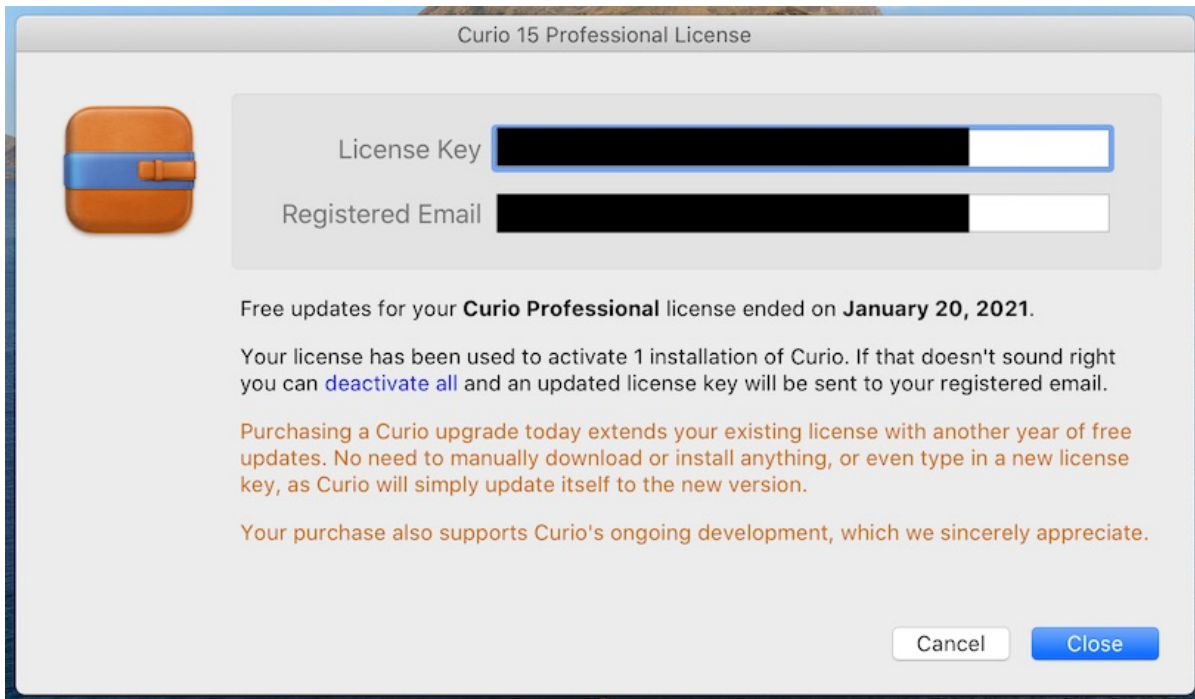 Curio 15 Professional License
License Key
Registered Email
Free updates for your Curio Professional license ended on January 20, 2021.
Your license has been used to activate 1 installation of Curio. If that doesn't sound right
you can deactivate all and an updated license key will be sent to your registered email.
Purchasing a Curio upgrade today extends your existing license with another year of free
updates. No need to manually download or install anything, or even type in a new license
key, as Curio will simply update itself to the new version.
Your purchase also supports Curio's ongoing development, which we sincerely appreciate.
Cancel
Close